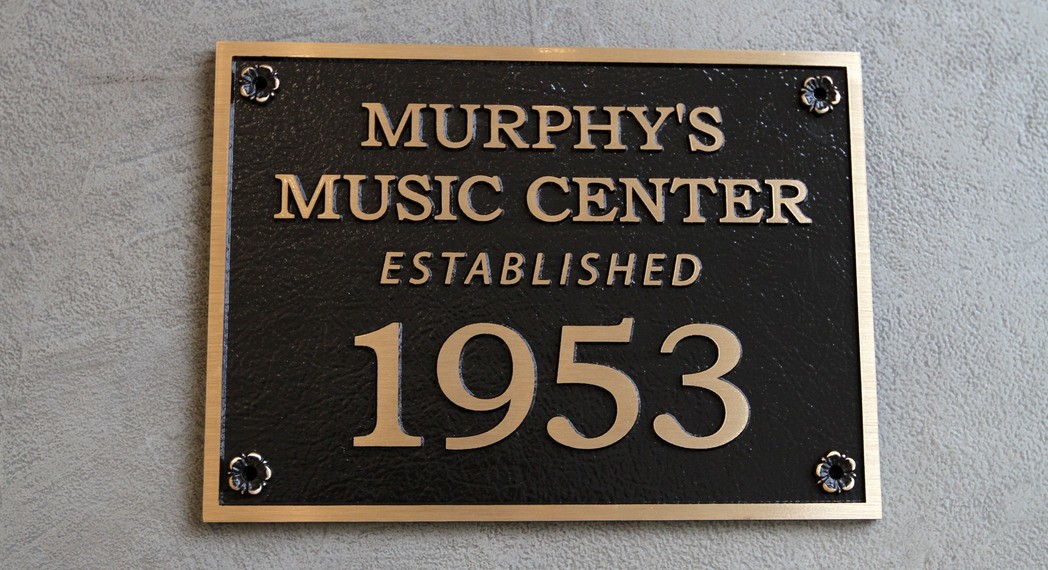 MURPHY'S
MUSIC CENTER
ESTABLISHED
1953